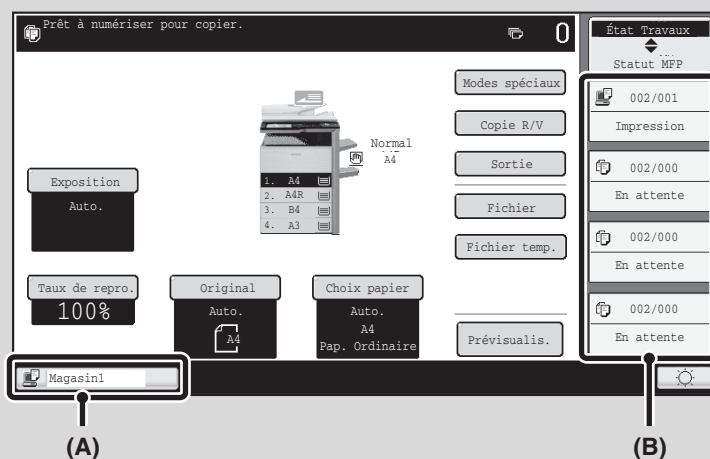 Prêt à numériser pour copier.
0
État Travaux
Statut MFP
Modes spéciaux
002/001
Impression
Copie R/V
Normal
A4
Sortie
002/000
En attente
Exposition
Auto.
1. A4
2. A4R
3. B4
4. A3
Fichier
Fichier temp.
002/000
En attente
Taux de repro.
100%
Original
Auto.
A4
Choix papier
Auto.
A4
Pap. Ordinaire
Prévisualis.
002/000
En attente
Magasin1
(A)
(B)